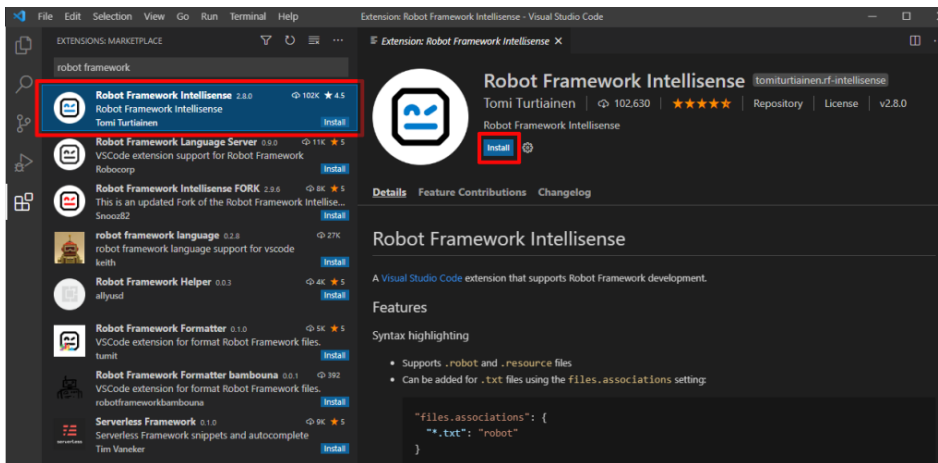 File Edit Selection View Go Run Terminal Help
Extension: Robot Framework Intellisense - Visual Studio Code
EXTENSIONS: MARKETPLACE
robot framework
Robot Framework Intellisense 2.8.0 102K ★ 4.5
Robot Framework Intellisense
Tomi Turtiainen Install
Robot Framework Language Server 0.9.0 11K ★ 5
VSCode extension support for Robot Framework
Robocorp Install
Robot Framework Intellisense FORK 2.9.6 8K ★ 5
This is an updated Fork of the Robot Framework Intellise...
Snooz82 Install
robot framework language 0.2.8 27K
robot framework language support for vscode
keith Install
Robot Framework Helper 0.0.3 4K ★ 5
allyusd Install
Robot Framework Formatter 0.1.0 5K ★ 5
VSCode extension for format Robot Framework files.
tumit Install
Robot Framework Formatter bambouna 0.0.1 392
VSCode extension for format Robot Framework files.
robotframeworkbambouna Install
Serverless Framework 0.1.0 9K ★ 5
Serverless Framework snippets and autocomplete
Tim Vaneker Install
serverless
Extension: Robot Framework Intellisense
Robot Framework Intellisense tomiturtiainen.rf-intellisense
Tomi Turtiainen 102,630 Repository License v2.8.0
Robot Framework Intellisense
Install
Details Feature Contributions Changelog
Robot Framework Intellisense
A Visual Studio Code extension that supports Robot Framework development.
Features
Syntax highlighting
• Supports .robot and .resource files
• Can be added for .txt files using the files.associations setting:
"files.associations": {
"*.txt": "robot"
}